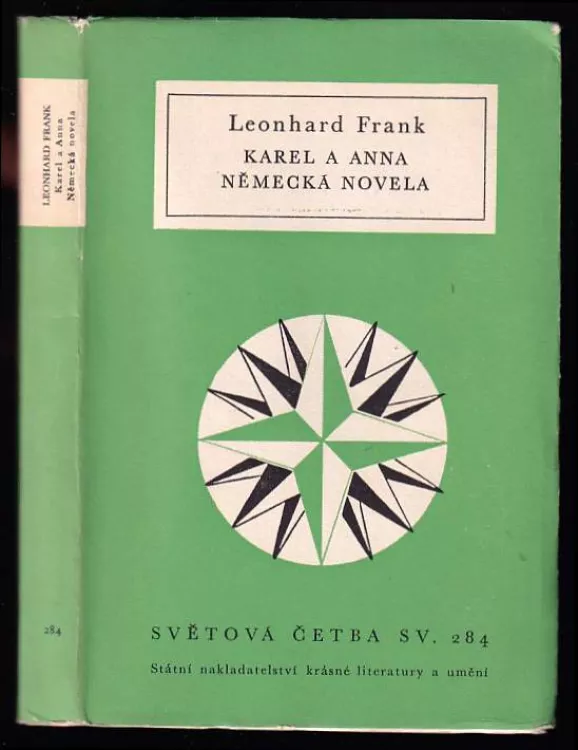 LEONHARD FRANK
Karel a Anna
Německá novela
284
Leonhard Frank
KAREL A ANNA
NĚMECKÁ NOVELA
SVĚTOVÁ ČETBA SV. 284
Státní nakladatelství krásné literatury a umění